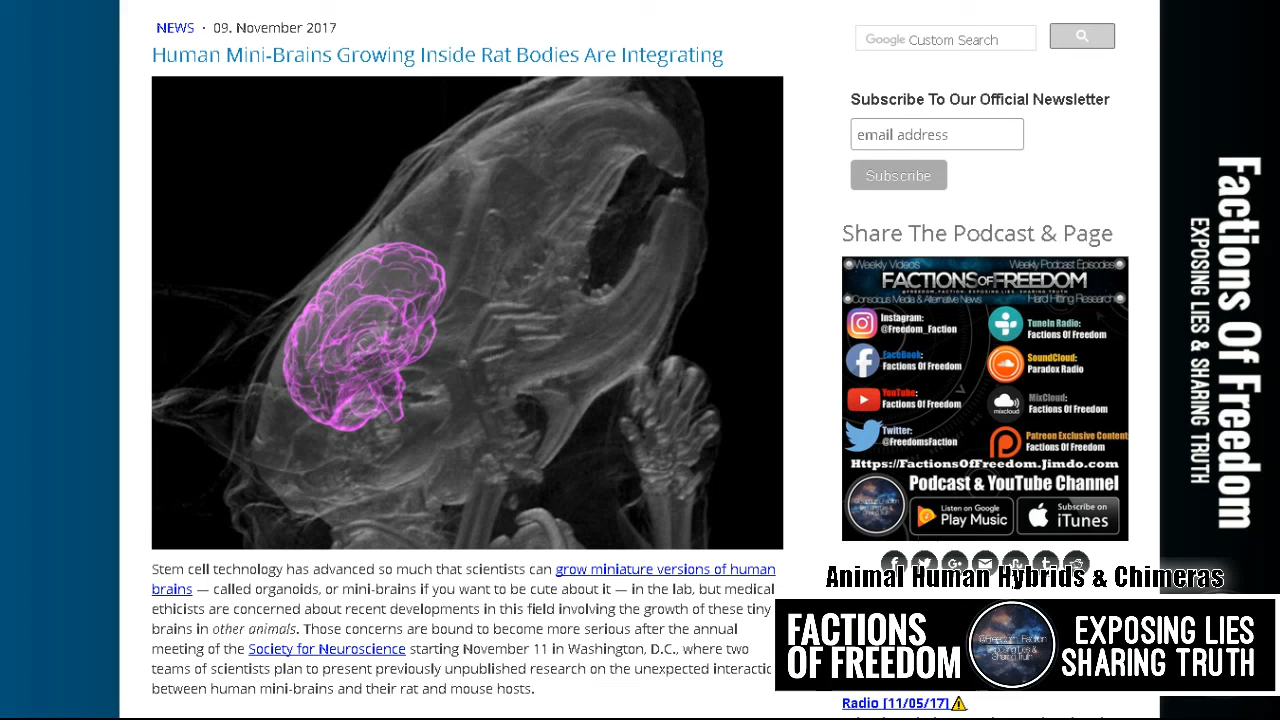 NEWS · 09. November 2017
Human Mini-Brains Growing Inside Rat Bodies Are Integrating
Stem cell technology has advanced so much that scientists can grow miniature versions of human
brains — called organoids, or mini-brains if you want to be cute about it — in the lab, but medical
ethicists are concerned about recent developments in this field involving the growth of these tiny
brains in other animals. Those concerns are bound to become more serious after the annual
meeting of the Society for Neuroscience starting November 11 in Washington, D.C., where two
teams of scientists plan to present previously unpublished research on the unexpected
between human mini-brains and their rat and mouse hosts.
Google Custom Search
Subscribe To Our Official Newsletter
email address
Subscribe
Share The Podcast & Page
Weekly Videos
Weekly Podcast Episodes
FACTIONS OF FREEDOM
Conscious Media & Alternative News
Hard Hitting Research
Instagram:
@Freedom_Faction
TuneIn Radio:
Factions Of Freedom
FaceBook:
Factions Of Freedom
SoundCloud:
Paradox Radio
YouTube:
Factions Of Freedom
mixcloud
MixCloud:
Factions Of Freedom
Twitter:
@FreedomsFaction
Patreon Exclusive Content
Factions Of Freedom
Https://FactionsOfFreedom.Jimdo.com
Podcast & YouTube Channel
Listen on Google
Play Music
Subscribe on
iTunes
Animal Human Hybrids & Chimeras
FACTIONS
OF FREEDOM
EXPOSING LIES
SHARING TRUTH
Radio [11/05/17]
Factions Of Freedom
EXPOSING LIES & SHARING TRUTH